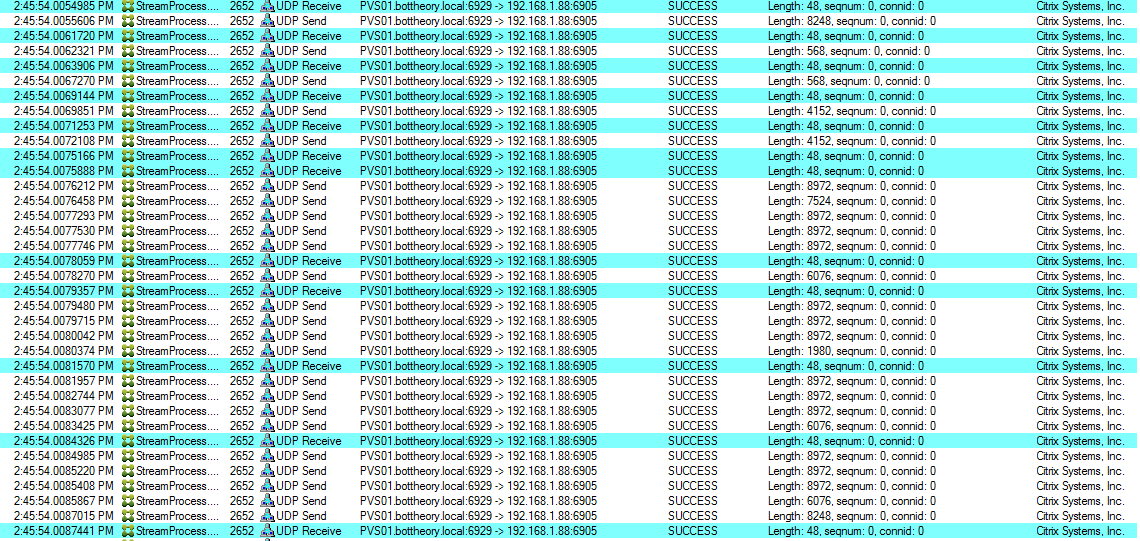 2:45:54.0054985 PM StreamProcess.... 2652 UDP Receive PVS01.bottheory.local:6929 -> 192.168.1.88:6905 SUCCESS Length: 48, seqnum: 0, connid: 0 Citrix Systems, Inc.
2:45:54.0055606 PM StreamProcess.... 2652 UDP Send PVS01.bottheory.local:6929 -> 192.168.1.88:6905 SUCCESS Length: 8248, seqnum: 0, connid: 0 Citrix Systems, Inc.
2:45:54.0061720 PM StreamProcess.... 2652 UDP Receive PVS01.bottheory.local:6929 -> 192.168.1.88:6905 SUCCESS Length: 48, seqnum: 0, connid: 0 Citrix Systems, Inc.
2:45:54.0062321 PM StreamProcess.... 2652 UDP Send PVS01.bottheory.local:6929 -> 192.168.1.88:6905 SUCCESS Length: 568, seqnum: 0, connid: 0 Citrix Systems, Inc.
2:45:54.0063906 PM StreamProcess.... 2652 UDP Receive PVS01.bottheory.local:6929 -> 192.168.1.88:6905 SUCCESS Length: 48, seqnum: 0, connid: 0 Citrix Systems, Inc.
2:45:54.0067270 PM StreamProcess.... 2652 UDP Send PVS01.bottheory.local:6929 -> 192.168.1.88:6905 SUCCESS Length: 568, seqnum: 0, connid: 0 Citrix Systems, Inc.
2:45:54.0069144 PM StreamProcess.... 2652 UDP Receive PVS01.bottheory.local:6929 -> 192.168.1.88:6905 SUCCESS Length: 48, seqnum: 0, connid: 0 Citrix Systems, Inc.
2:45:54.0069851 PM StreamProcess.... 2652 UDP Send PVS01.bottheory.local:6929 -> 192.168.1.88:6905 SUCCESS Length: 4152, seqnum: 0, connid: 0 Citrix Systems, Inc.
2:45:54.0071253 PM StreamProcess.... 2652 UDP Receive PVS01.bottheory.local:6929 -> 192.168.1.88:6905 SUCCESS Length: 48, seqnum: 0, connid: 0 Citrix Systems, Inc.
2:45:54.0072108 PM StreamProcess.... 2652 UDP Send PVS01.bottheory.local:6929 -> 192.168.1.88:6905 SUCCESS Length: 4152, seqnum: 0, connid: 0 Citrix Systems, Inc.
2:45:54.0075166 PM StreamProcess.... 2652 UDP Receive PVS01.bottheory.local:6929 -> 192.168.1.88:6905 SUCCESS Length: 48, seqnum: 0, connid: 0 Citrix Systems, Inc.
2:45:54.0075888 PM StreamProcess.... 2652 UDP Receive PVS01.bottheory.local:6929 -> 192.168.1.88:6905 SUCCESS Length: 48, seqnum: 0, connid: 0 Citrix Systems, Inc.
2:45:54.0076212 PM StreamProcess.... 2652 UDP Send PVS01.bottheory.local:6929 -> 192.168.1.88:6905 SUCCESS Length: 8972, seqnum: 0, connid: 0 Citrix Systems, Inc.
2:45:54.0076458 PM StreamProcess.... 2652 UDP Send PVS01.bottheory.local:6929 -> 192.168.1.88:6905 SUCCESS Length: 7524, seqnum: 0, connid: 0 Citrix Systems, Inc.
2:45:54.0077293 PM StreamProcess.... 2652 UDP Send PVS01.bottheory.local:6929 -> 192.168.1.88:6905 SUCCESS Length: 8972, seqnum: 0, connid: 0 Citrix Systems, Inc.
2:45:54.0077530 PM StreamProcess.... 2652 UDP Send PVS01.bottheory.local:6929 -> 192.168.1.88:6905 SUCCESS Length: 8972, seqnum: 0, connid: 0 Citrix Systems, Inc.
2:45:54.0077746 PM StreamProcess.... 2652 UDP Send PVS01.bottheory.local:6929 -> 192.168.1.88:6905 SUCCESS Length: 8972, seqnum: 0, connid: 0 Citrix Systems, Inc.
2:45:54.0078059 PM StreamProcess.... 2652 UDP Receive PVS01.bottheory.local:6929 -> 192.168.1.88:6905 SUCCESS Length: 48, seqnum: 0, connid: 0 Citrix Systems, Inc.
2:45:54.0078270 PM StreamProcess.... 2652 UDP Send PVS01.bottheory.local:6929 -> 192.168.1.88:6905 SUCCESS Length: 6076, seqnum: 0, connid: 0 Citrix Systems, Inc.
2:45:54.0079357 PM StreamProcess.... 2652 UDP Receive PVS01.bottheory.local:6929 -> 192.168.1.88:6905 SUCCESS Length: 48, seqnum: 0, connid: 0 Citrix Systems, Inc.
2:45:54.0079480 PM StreamProcess.... 2652 UDP Send PVS01.bottheory.local:6929 -> 192.168.1.88:6905 SUCCESS Length: 8972, seqnum: 0, connid: 0 Citrix Systems, Inc.
2:45:54.0079715 PM StreamProcess.... 2652 UDP Send PVS01.bottheory.local:6929 -> 192.168.1.88:6905 SUCCESS Length: 8972, seqnum: 0, connid: 0 Citrix Systems, Inc.
2:45:54.0080042 PM StreamProcess.... 2652 UDP Send PVS01.bottheory.local:6929 -> 192.168.1.88:6905 SUCCESS Length: 8972, seqnum: 0, connid: 0 Citrix Systems, Inc.
2:45:54.0080374 PM StreamProcess.... 2652 UDP Send PVS01.bottheory.local:6929 -> 192.168.1.88:6905 SUCCESS Length: 1980, seqnum: 0, connid: 0 Citrix Systems, Inc.
2:45:54.0081570 PM StreamProcess.... 2652 UDP Receive PVS01.bottheory.local:6929 -> 192.168.1.88:6905 SUCCESS Length: 48, seqnum: 0, connid: 0 Citrix Systems, Inc.
2:45:54.0081957 PM StreamProcess.... 2652 UDP Send PVS01.bottheory.local:6929 -> 192.168.1.88:6905 SUCCESS Length: 8972, seqnum: 0, connid: 0 Citrix Systems, Inc.
2:45:54.0082744 PM StreamProcess.... 2652 UDP Send PVS01.bottheory.local:6929 -> 192.168.1.88:6905 SUCCESS Length: 8972, seqnum: 0, connid: 0 Citrix Systems, Inc.
2:45:54.0083077 PM StreamProcess.... 2652 UDP Send PVS01.bottheory.local:6929 -> 192.168.1.88:6905 SUCCESS Length: 8972, seqnum: 0, connid: 0 Citrix Systems, Inc.
2:45:54.0083425 PM StreamProcess.... 2652 UDP Send PVS01.bottheory.local:6929 -> 192.168.1.88:6905 SUCCESS Length: 6076, seqnum: 0, connid: 0 Citrix Systems, Inc.
2:45:54.0084326 PM StreamProcess.... 2652 UDP Receive PVS01.bottheory.local:6929 -> 192.168.1.88:6905 SUCCESS Length: 48, seqnum: 0, connid: 0 Citrix Systems, Inc.
2:45:54.0084985 PM StreamProcess.... 2652 UDP Send PVS01.bottheory.local:6929 -> 192.168.1.88:6905 SUCCESS Length: 8972, seqnum: 0, connid: 0 Citrix Systems, Inc.
2:45:54.0085220 PM StreamProcess.... 2652 UDP Send PVS01.bottheory.local:6929 -> 192.168.1.88:6905 SUCCESS Length: 8972, seqnum: 0, connid: 0 Citrix Systems, Inc.
2:45:54.0085408 PM StreamProcess.... 2652 UDP Send PVS01.bottheory.local:6929 -> 192.168.1.88:6905 SUCCESS Length: 8972, seqnum: 0, connid: 0 Citrix Systems, Inc.
2:45:54.0085867 PM StreamProcess.... 2652 UDP Send PVS01.bottheory.local:6929 -> 192.168.1.88:6905 SUCCESS Length: 6076, seqnum: 0, connid: 0 Citrix Systems, Inc.
2:45:54.0087015 PM StreamProcess.... 2652 UDP Send PVS01.bottheory.local:6929 -> 192.168.1.88:6905 SUCCESS Length: 8248, seqnum: 0, connid: 0 Citrix Systems, Inc.
2:45:54.0087441 PM StreamProcess.... 2652 UDP Receive PVS01.bottheory.local:6929 -> 192.168.1.88:6905 SUCCESS Length: 48, seqnum: 0, connid: 0 Citrix Systems, Inc.